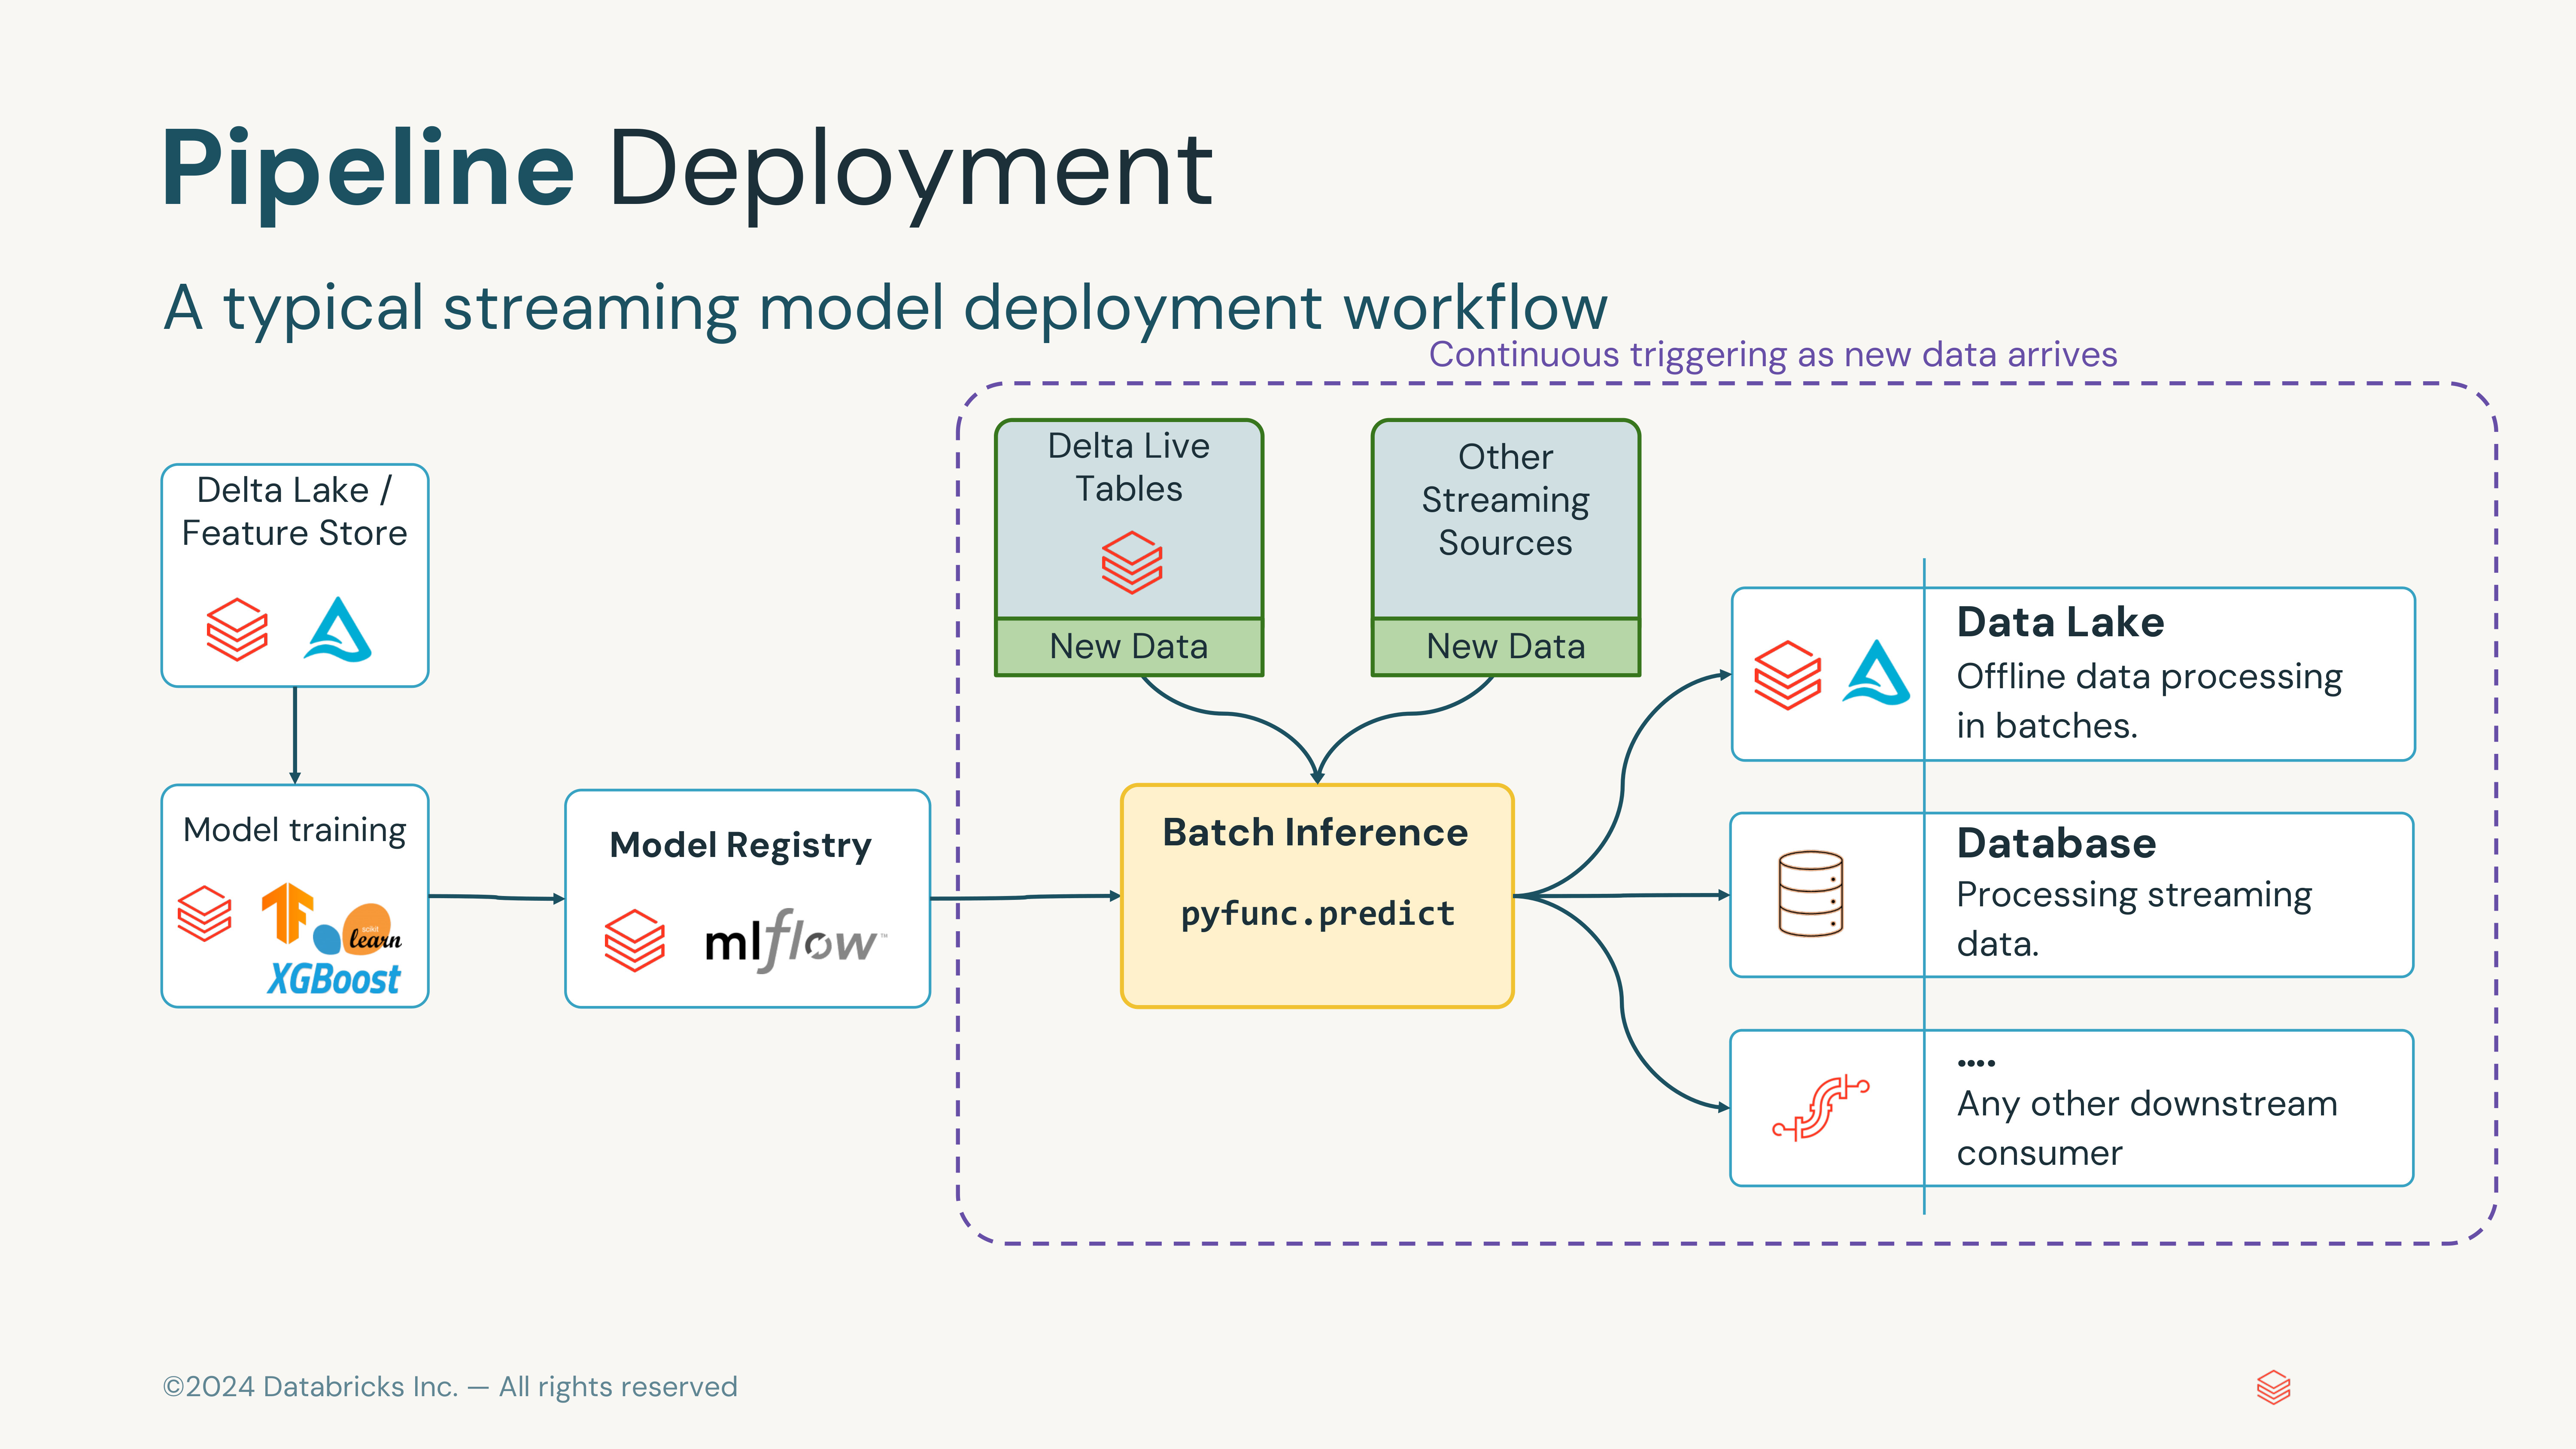 Pipeline Deployment
A typical streaming model deployment workflow
Continuous triggering as new data arrives
Delta Lake /
Feature Store
Model training
scikit
learn
XGBoost
Model Registry
mlflow™
Delta Live
Tables
New Data
Other
Streaming
Sources
New Data
Batch Inference
pyfunc.predict
Data Lake
Offline data processing
in batches.
Database
Processing streaming
data.
....
Any other downstream
consumer
©2024 Databricks Inc. — All rights reserved